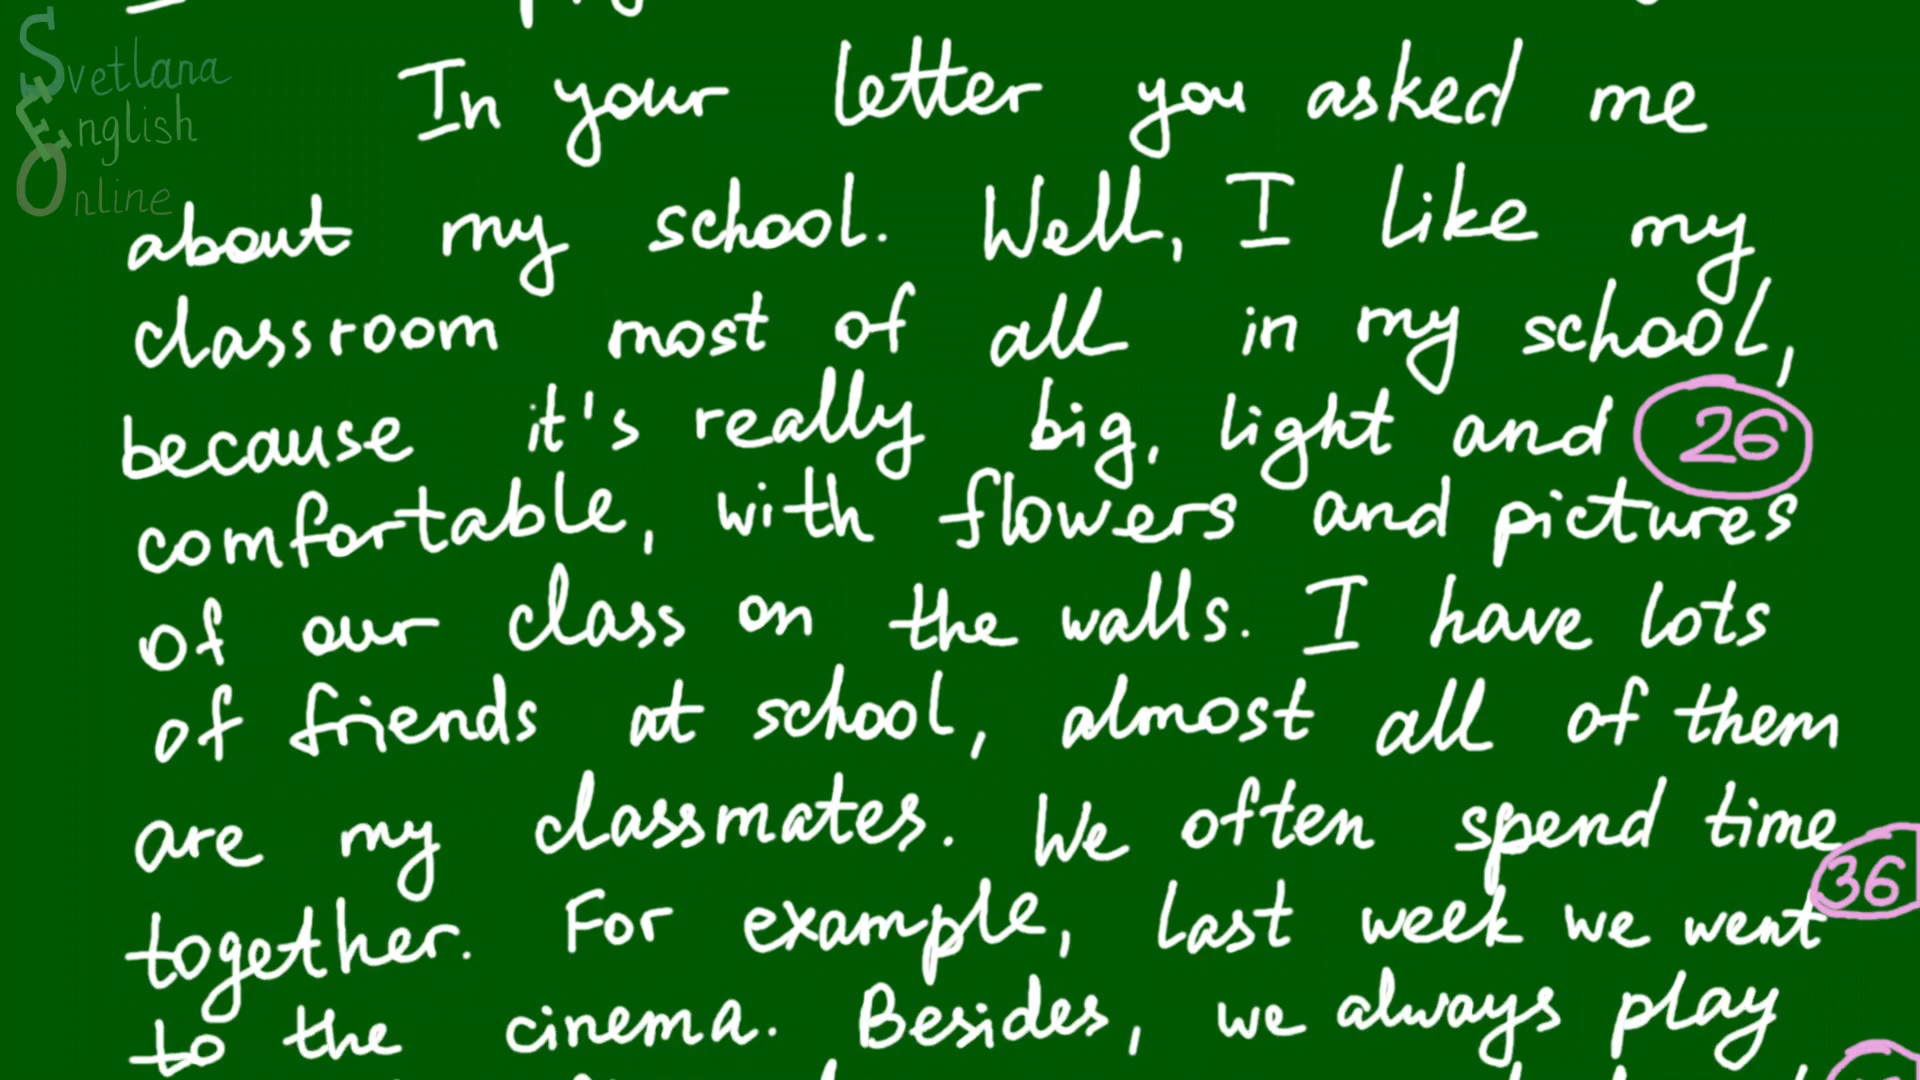 Svetlana
English
Online
In your letter you asked me
about my school. Well, I like my
classroom most of all in my school,
because it's really big, light and 26
comfortable, with flowers and pictures
of our class on the walls. I have lots
of friends at school, almost all of them
are my classmates. We often spend time
36
together. For example, last week we went
to the cinema. Besides, we always play